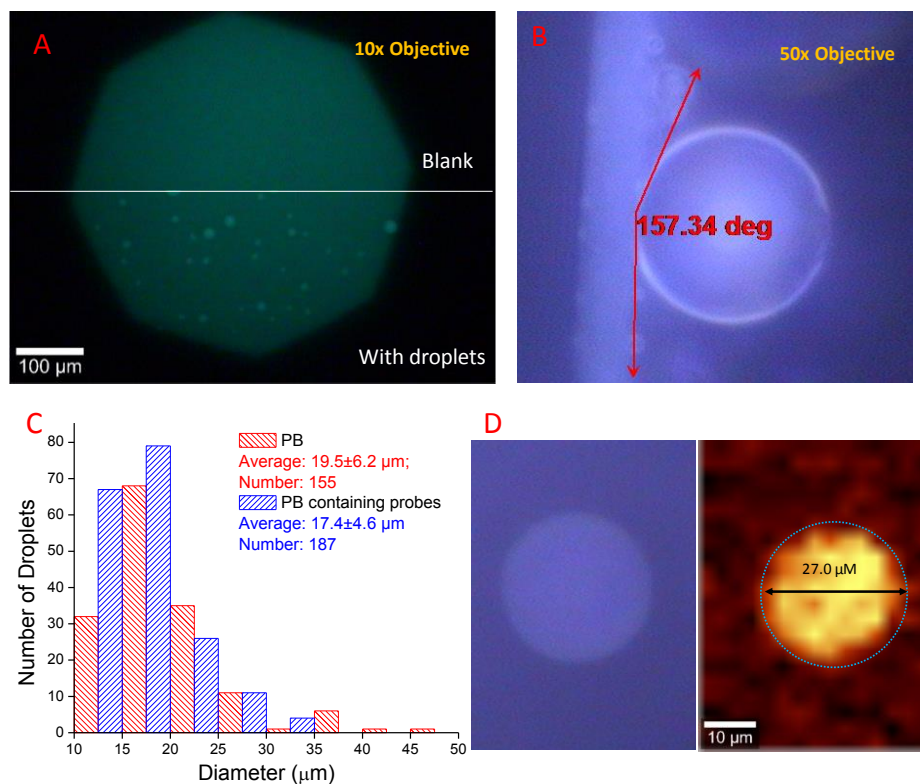 A
10x Objective
Blank
With droplets
100 µm
B
50x Objective
157.34 deg
C
PB
Average: 19.5±6.2 µm;
Number: 155
PB containing probes
Average: 17.4±4.6 µm
Number: 187
Number of Droplets
80
70
60
50
40
30
20
10
0
10 15 20 25 30 35 40 45 50
Diameter (µm)
D
27.0 µM
10 µm